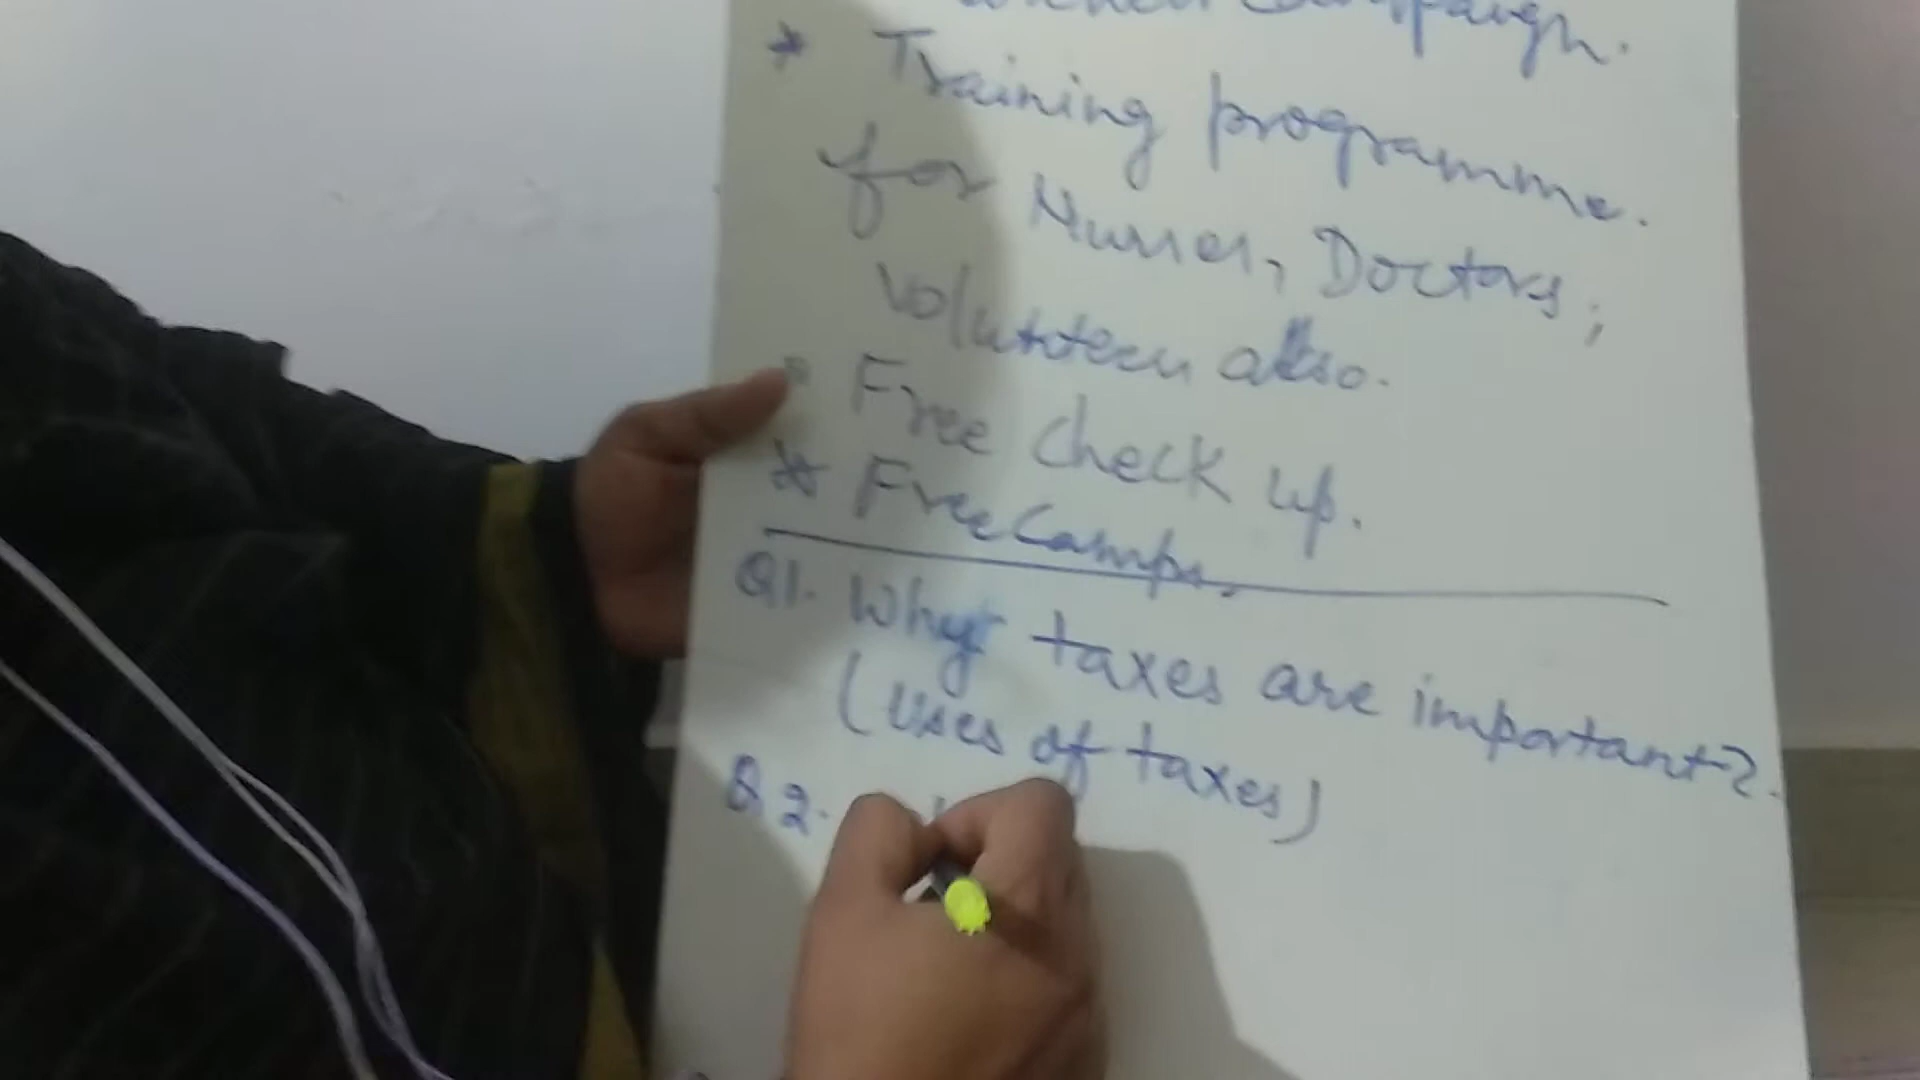 Campaign.
* Training programme.
for Nurses, Doctors,
volunteers also.
* Free check up.
* Free Camps.
Q1. Why taxes are important?
(Uses of taxes)
Q2.